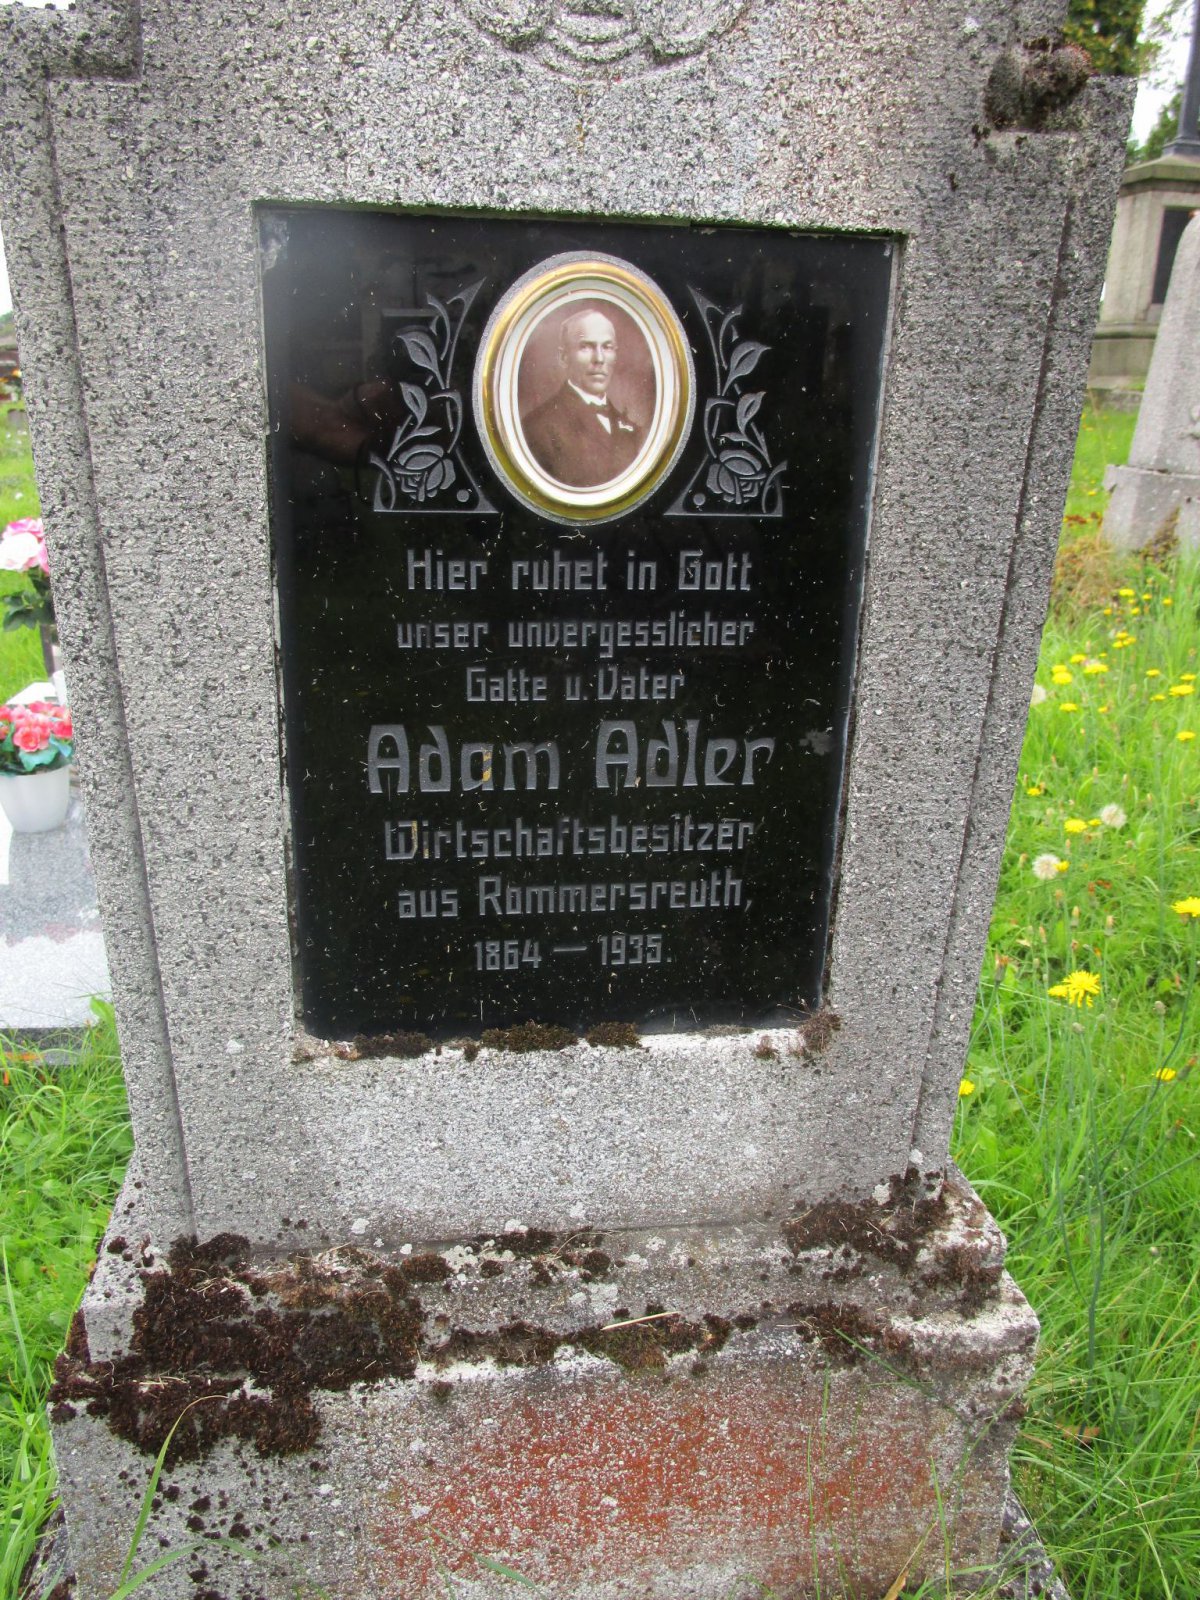 Hier ruhet in Gott
unser unvergesslicher
Gatte u. Vater
Adam Adler
Wirtschaftsbesitzer
aus Rommersreuth,
1864 — 1935.